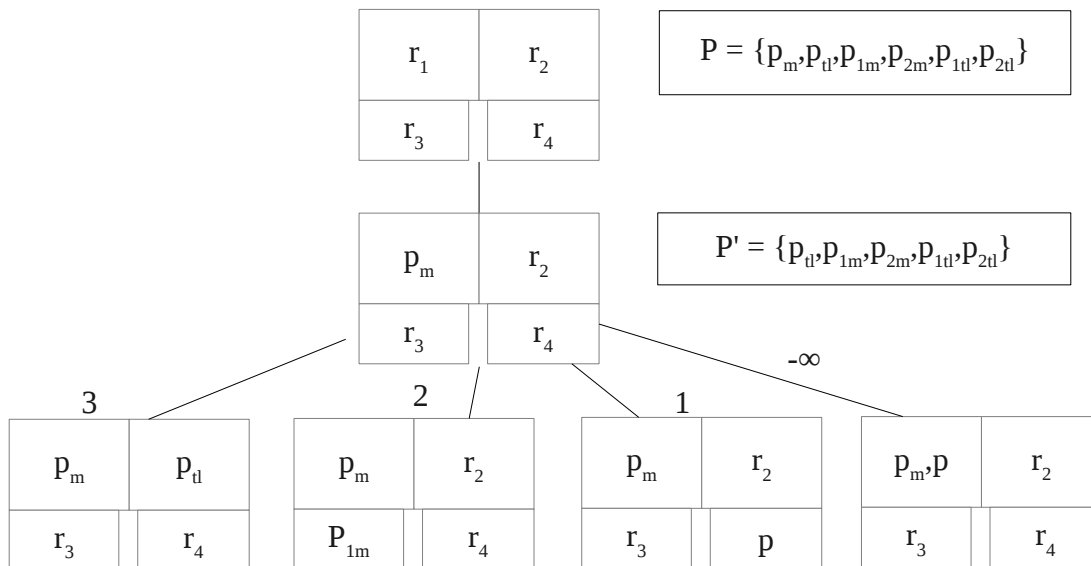 r₁ r₂
P = {pₘ,pₜₗ,p₁ₘ,p₂ₘ,p₁ₜₗ,p₂ₜₗ}
r₃ r₄
pₘ r₂
P' = {pₜₗ,p₁ₘ,p₂ₘ,p₁ₜₗ,p₂ₜₗ}
r₃ r₄
-∞
3 2 1
pₘ pₜₗ pₘ r₂ pₘ r₂ pₘ,p r₂
r₃ r₄ P₁ₘ r₄ r₃ p r₃ r₄